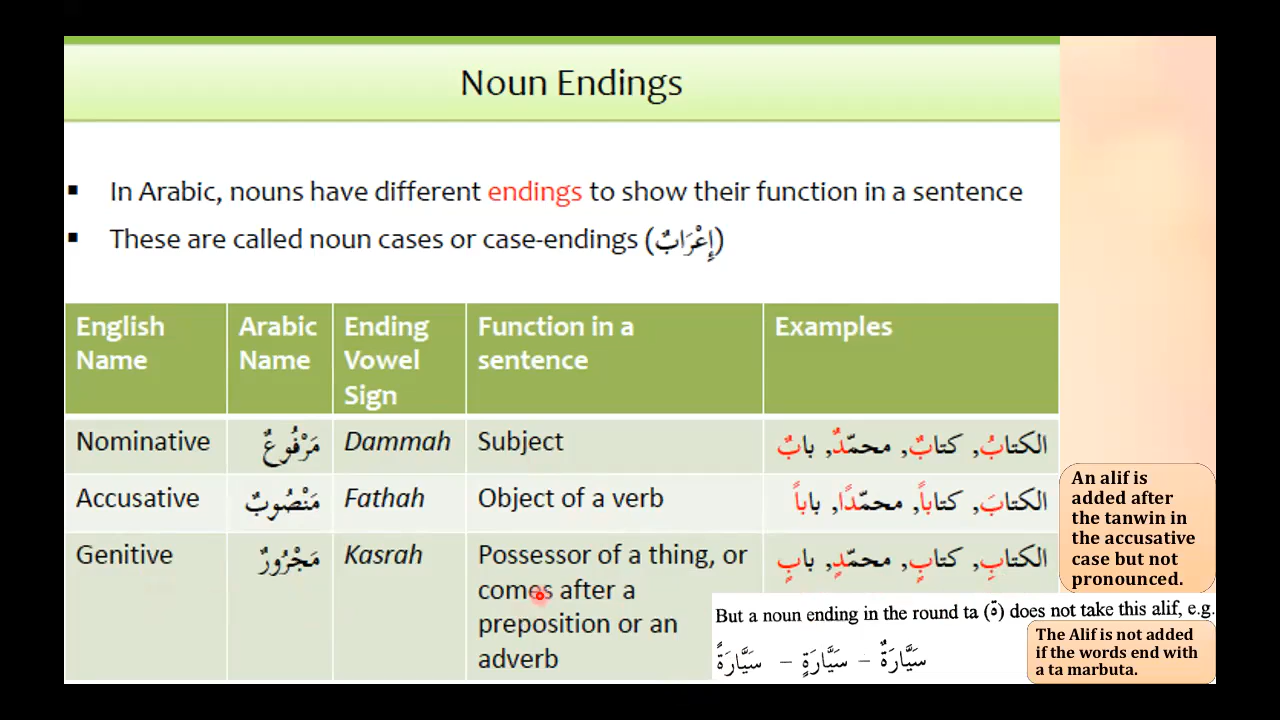 Noun Endings
▪ In Arabic, nouns have different endings to show their function in a sentence
▪ These are called noun cases or case-endings (إِعْرَابٌ)
English Name | Arabic Name | Ending Vowel Sign | Function in a sentence | Examples
Nominative | مَرْفُوعٌ | Dammah | Subject | الكتابُ, كتابٌ, محمّدٌ, بابٌ
Accusative | مَنْصُوبٌ | Fathah | Object of a verb | الكتابَ, كتاباً, محمّدًا, باباً
Genitive | مَجْرُورٌ | Kasrah | Possessor of a thing, or comes after a preposition or an adverb | الكتابِ, كتابٍ, محمّدٍ, بابٍ
An alif is
added after
the tanwin in
the accusative
case but not
pronounced.
But a noun ending in the round ta (ة) does not take this alif, e.g.
سَيَّارَةٌ – سَيَّارَةٍ – سَيَّارَةً
The Alif is not added
if the words end with
a ta marbuta.